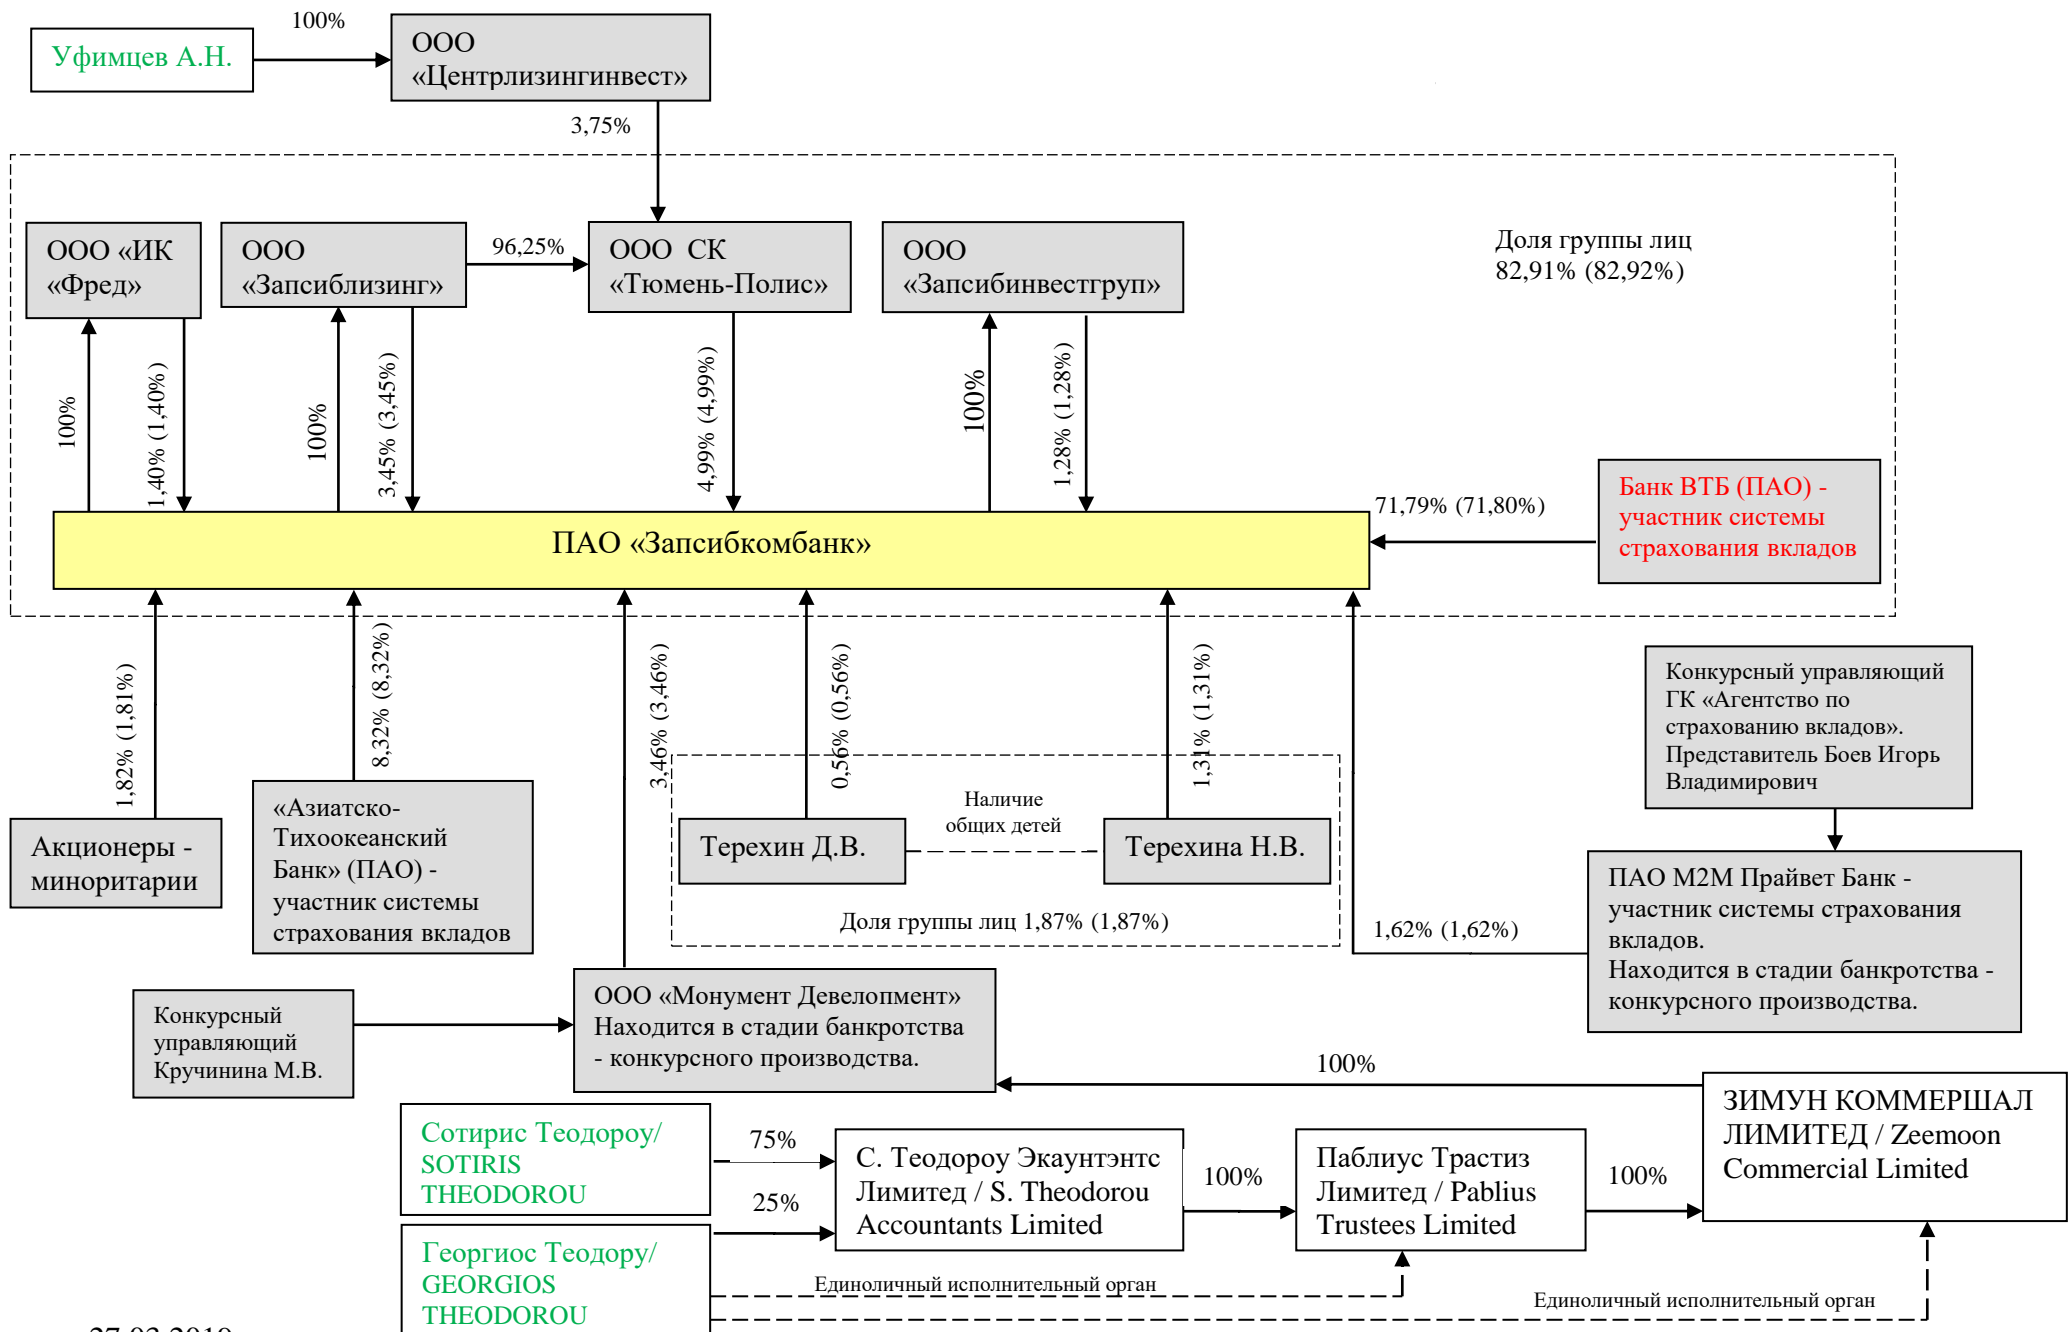 100%
Уфимцев А.Н.
ООО
«Центрлизингинвест»
3,75%
ООО «ИК
«Фред»
ООО
«Запсиблизинг»
96,25%
ООО СК
«Тюмень-Полис»
ООО
«Запсибинвестгруп»
Доля группы лиц
82,91% (82,92%)
100%
1,40% (1,40%)
100%
3,45% (3,45%)
4,99% (4,99%)
100%
1,28% (1,28%)
71,79% (71,80%)
Банк ВТБ (ПАО) -
участник системы
страхования вкладов
ПАО «Запсибкомбанк»
1,82% (1,81%)
8,32% (8,32%)
3,46% (3,46%)
0,56% (0,56%)
1,31% (1,31%)
Конкурсный управляющий
ГК «Агентство по
страхованию вкладов».
Представитель Боев Игорь
Владимирович
Акционеры -
миноритарии
«Азиатско-
Тихоокеанский
Банк» (ПАО) -
участник системы
страхования вкладов
Терехин Д.В.
Наличие
общих детей
Терехина Н.В.
Доля группы лиц 1,87% (1,87%)
1,62% (1,62%)
ПАО М2М Прайвет Банк -
участник системы страхования
вкладов.
Находится в стадии банкротства -
конкурсного производства.
Конкурсный
управляющий
Кручинина М.В.
ООО «Монумент Девелопмент»
Находится в стадии банкротства
- конкурсного производства.
100%
Сотирис Теодороу/
SOTIRIS
THEODOROU
75%
25%
С. Теодороу Экаунтэнтс
Лимитед / S. Theodorou
Accountants Limited
100%
Паблиус Трастиз
Лимитед / Pablius
Trustees Limited
100%
ЗИМУН КОММЕРШАЛ
ЛИМИТЕД / Zeemoon
Commercial Limited
Георгиос Теодору/
GEORGIOS
THEODOROU
Единоличный исполнительный орган
Единоличный исполнительный орган
27.03.2019